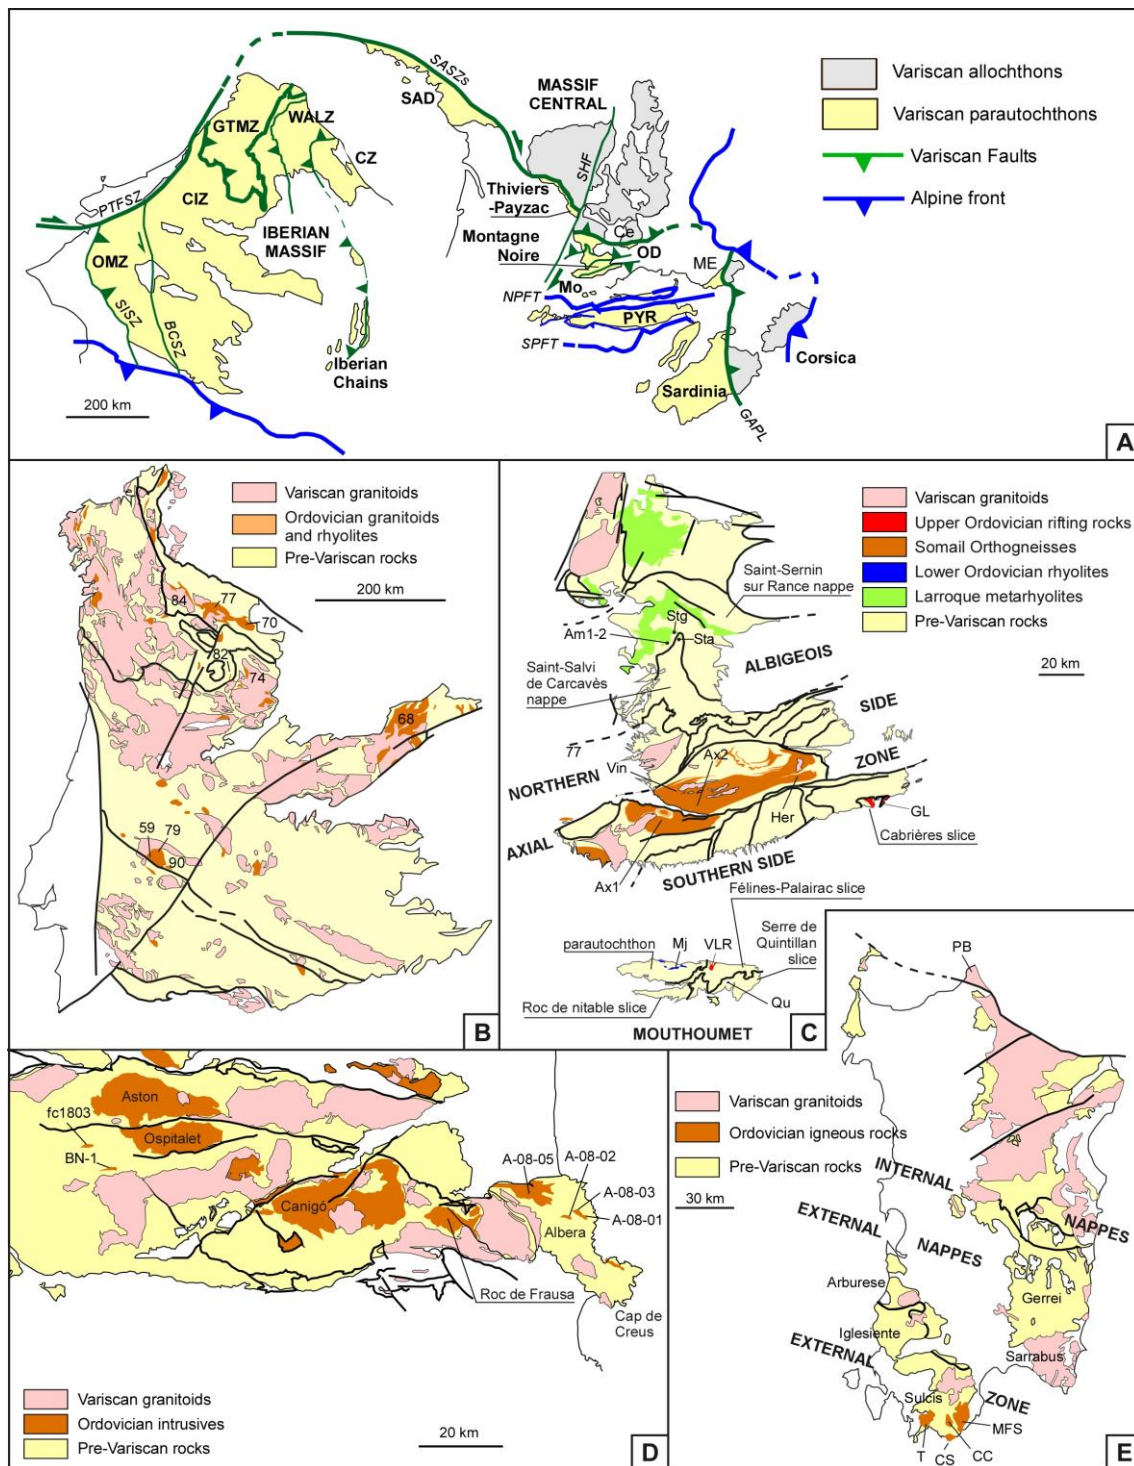 SASZs
SAD
MASSIF
CENTRAL
Variscan allochthons
Variscan parautochthons
Variscan Faults
Alpine front
GTMZ
WALZ
CZ
SHF
PTFSZ
CIZ
Thiviers
-Payzac
IBERIAN
MASSIF
Montagne
Noire
Ce
OD
OMZ
ME
Mo
NPFT
PYR
SPFT
SISZ
BCSZ
Iberian
Chains
Corsica
Sardinia
GAPL
200 km
A
Variscan granitoids
Ordovician granitoids
and rhyolites
Pre-Variscan rocks
200 km
84
77
70
82
74
68
59
79
90
B
Variscan granitoids
Upper Ordovician rifting rocks
Somail Orthogneisses
Lower Ordovician rhyolites
Larroque metarhyolites
Pre-Variscan rocks
20 km
Saint-Sernin
sur Rance nappe
Stg
Am1-2
Sta
ALBIGEOIS
Saint-Salvi
de Carcavès
nappe
SIDE
77
Ax2
Vin
ZONE
NORTHERN
Her
GL
Cabrières slice
AXIAL
Ax1
SOUTHERN SIDE
Félines-Palairac slice
parautochthon
Mj
VLR
Serre de
Quintillan
slice
Qu
Roc de nitable slice
MOUTHOUMET
C
Aston
fc1803
Ospitalet
BN-1
A-08-05
A-08-02
A-08-03
A-08-01
Canigó
Albera
Roc de Frausa
Cap de
Creus
Variscan granitoids
Ordovician intrusives
Pre-Variscan rocks
20 km
D
PB
Variscan granitoids
Ordovician igneous rocks
Pre-Variscan rocks
30 km
INTERNAL
NAPPES
EXTERNAL
NAPPES
Arburese
Gerrei
Iglesiente
EXTERNAL
Sarrabus
Sulcis
ZONE
MFS
T
CS
CC
E